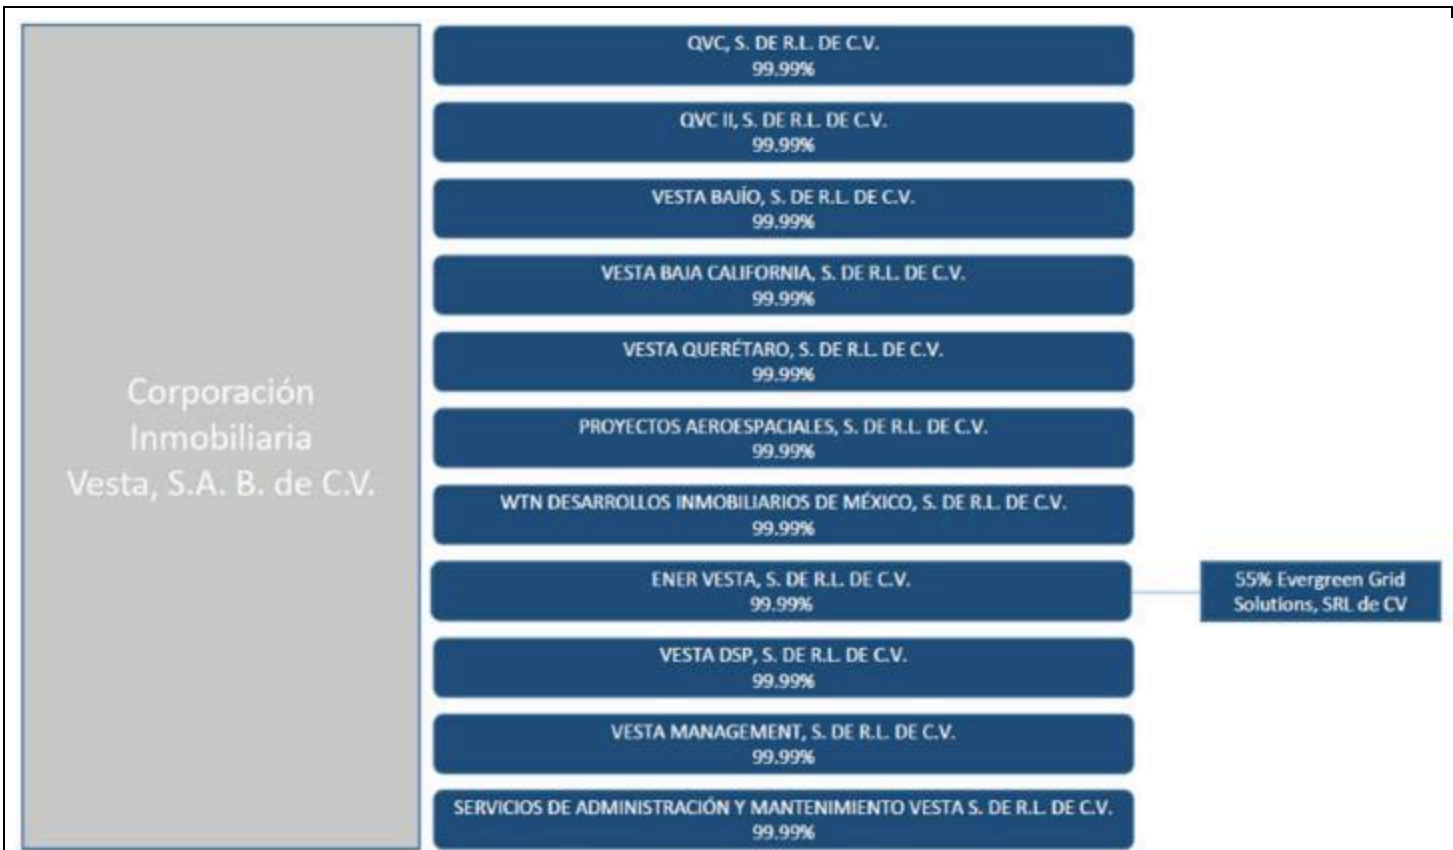 Corporación
Inmobiliaria
Vesta, S.A. B. de C.V.
QVC, S. DE R.L. DE C.V.
99.99%
QVC II, S. DE R.L. DE C.V.
99.99%
VESTA BAJÍO, S. DE R.L. DE C.V.
99.99%
VESTA BAJA CALIFORNIA, S. DE R.L. DE C.V.
99.99%
VESTA QUERÉTARO, S. DE R.L. DE C.V.
99.99%
PROYECTOS AEROESPACIALES, S. DE R.L. DE C.V.
99.99%
WTN DESARROLLOS INMOBILIARIOS DE MÉXICO, S. DE R.L. DE C.V.
99.99%
ENER VESTA, S. DE R.L. DE C.V.
99.99%
55% Evergreen Grid
Solutions, SRL de CV
VESTA DSP, S. DE R.L. DE C.V.
99.99%
VESTA MANAGEMENT, S. DE R.L. DE C.V.
99.99%
SERVICIOS DE ADMINISTRACIÓN Y MANTENIMIENTO VESTA S. DE R.L. DE C.V.
99.99%